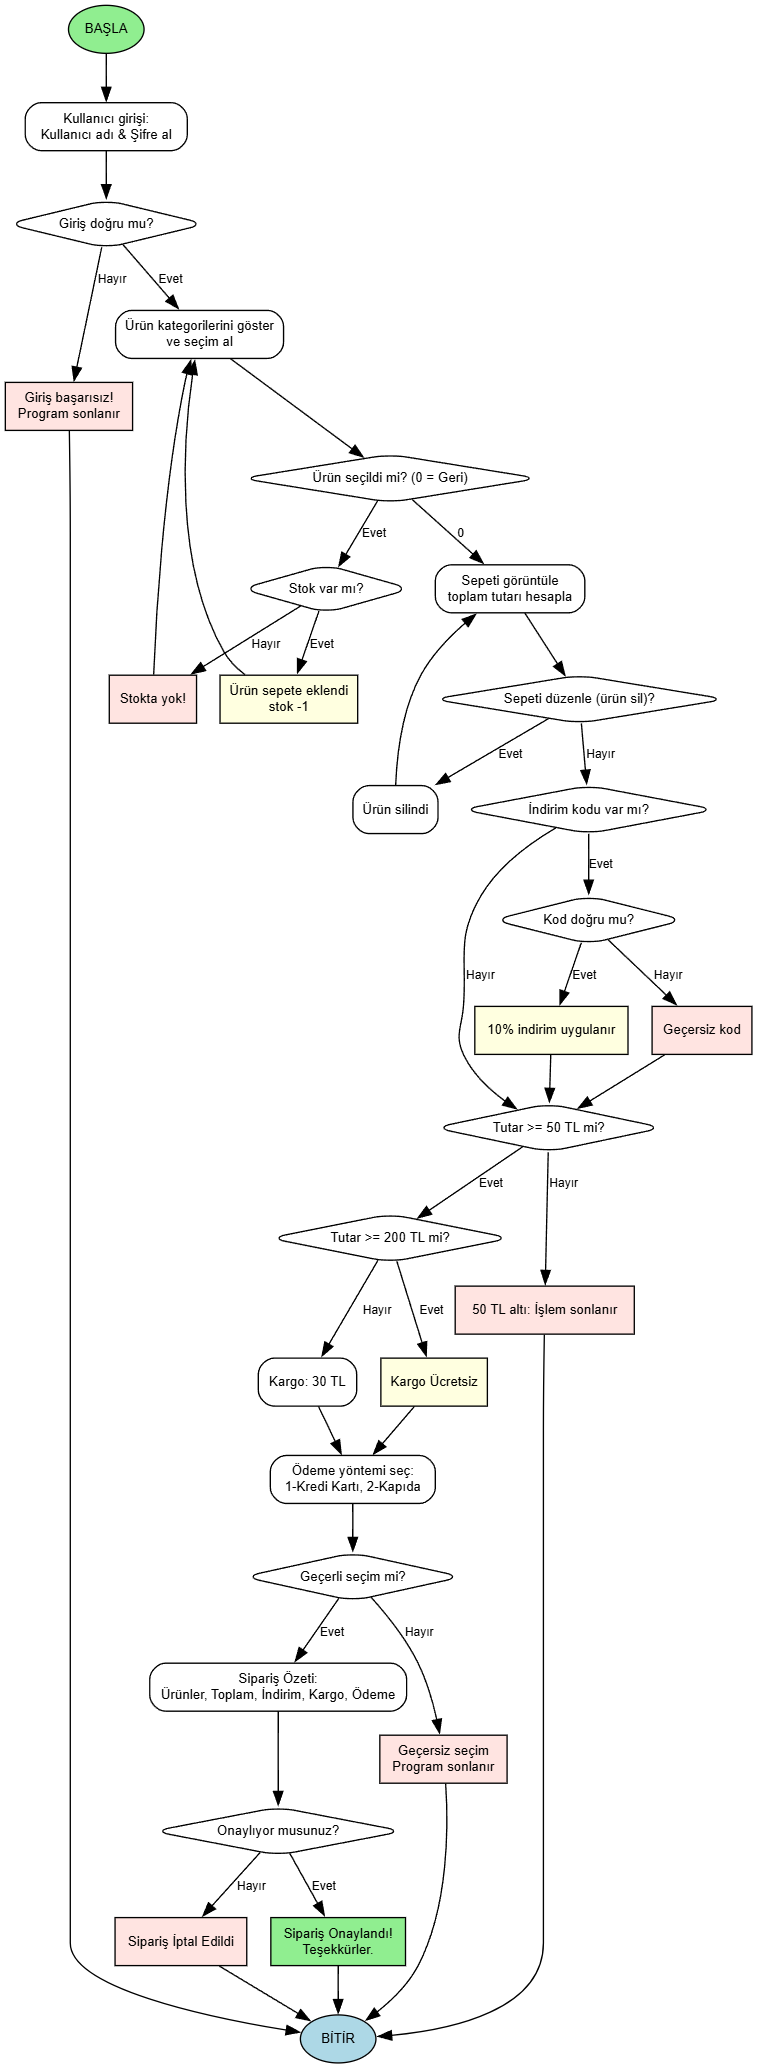 BAŞLA
Kullanıcı girişi:
Kullanıcı adı & Şifre al
Giriş doğru mu?
Hayır
Evet
Ürün kategorilerini göster
ve seçim al
Giriş başarısız!
Program sonlanır
Ürün seçildi mi? (0 = Geri)
Evet
0
Stok var mı?
Sepeti görüntüle
toplam tutarı hesapla
Hayır
Evet
Stokta yok!
Ürün sepete eklendi
stok -1
Sepeti düzenle (ürün sil)?
Evet
Hayır
Ürün silindi
İndirim kodu var mı?
Evet
Kod doğru mu?
Hayır
Evet
Hayır
10% indirim uygulanır
Geçersiz kod
Tutar >= 50 TL mi?
Evet
Hayır
Tutar >= 200 TL mi?
Hayır
Evet
50 TL altı: İşlem sonlanır
Kargo: 30 TL
Kargo Ücretsiz
Ödeme yöntemi seç:
1-Kredi Kartı, 2-Kapıda
Geçerli seçim mi?
Evet
Hayır
Sipariş Özeti:
Ürünler, Toplam, İndirim, Kargo, Ödeme
Geçersiz seçim
Program sonlanır
Onaylıyor musunuz?
Hayır
Evet
Sipariş İptal Edildi
Sipariş Onaylandı!
Teşekkürler.
BİTİR